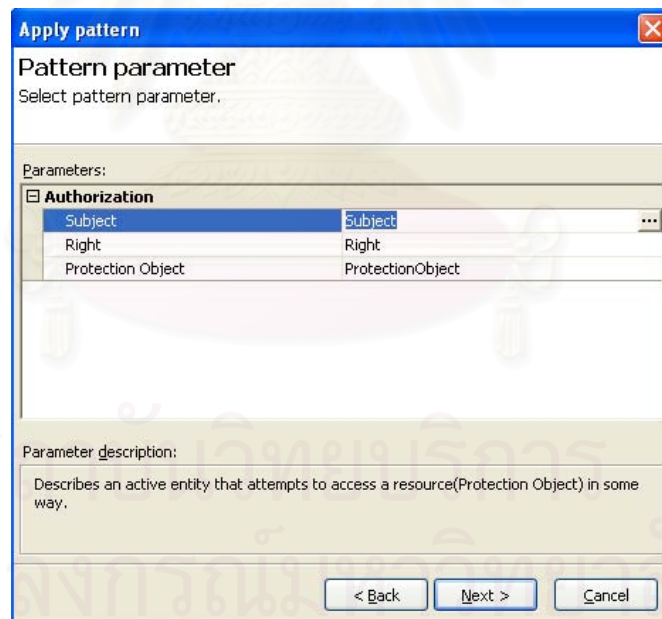 Apply pattern
Pattern parameter
Select pattern parameter.
Parameters:
Authorization
Subject Subject ...
Right Right
Protection Object ProtectionObject
Parameter description:
Describes an active entity that attempts to access a resource(Protection Object) in some
way.
< Back Next > Cancel